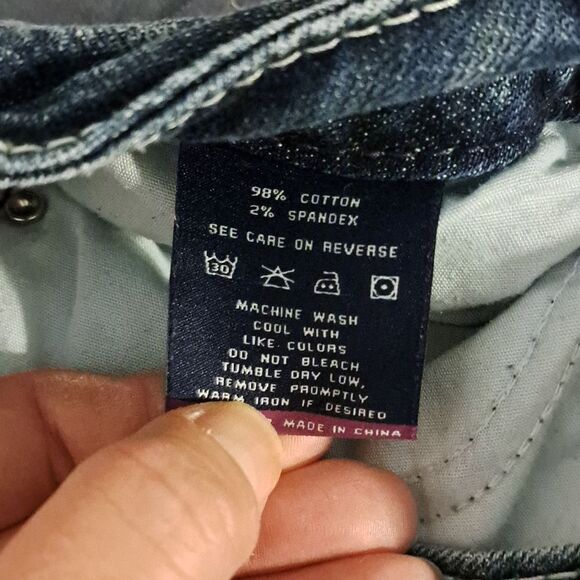 98% COTTON
2% SPANDEX
SEE CARE ON REVERSE
30
MACHINE WASH
COOL WITH
LIKE COLORS
DO NOT BLEACH
TUMBLE DRY LOW,
REMOVE PROMPTLY
WARM IRON IF DESIRED
MADE IN CHINA